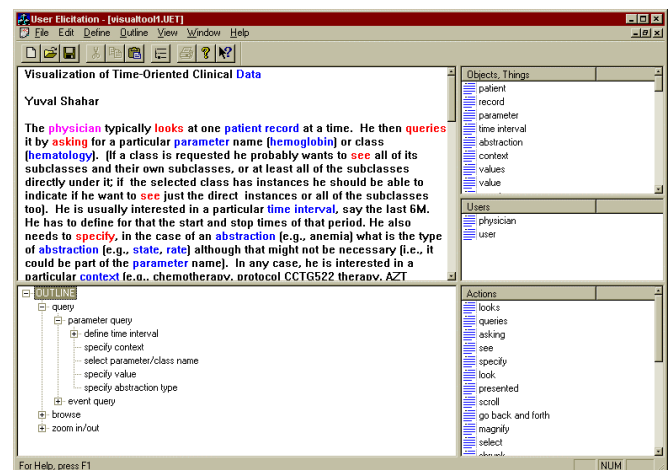 User Elicitation - [visualtool1.UET]
File Edit Define Outline View Window Help
Visualization of Time-Oriented Clinical Data
Yuval Shahar
The physician typically looks at one patient record at a time. He then queries
it by asking for a particular parameter name (hemoglobin) or class
(hematology). (If a class is requested he probably wants to see all of its
subclasses and their own subclasses, or at least all of the subclasses
directly under it; if the selected class has instances he should be able to
indicate if he want to see just the direct instances or all of the subclasses
too). He is usually interested in a particular time interval, say the last 6M.
He has to define for that the start and stop times of that period. He also
needs to specify, in the case of an abstraction (e.g., anemia) what is the type
of abstraction (e.g., state, rate) although that might not be necessary (i.e., it
could be part of the parameter name). In any case, he is interested in a
particular context (e.g., chemotherapy, protocol CCTG522 therapy, AZT
Objects, Things
patient
record
parameter
time interval
abstraction
context
values
value
Users
physician
user
OUTLINE
query
parameter query
define time interval
specify context
select parameter/class name
specify value
specify abstraction type
event query
browse
zoom in/out
Actions
looks
queries
asking
see
specify
look
presented
scroll
go back and forth
magnify
select
shrunk
For Help, press F1
NUM